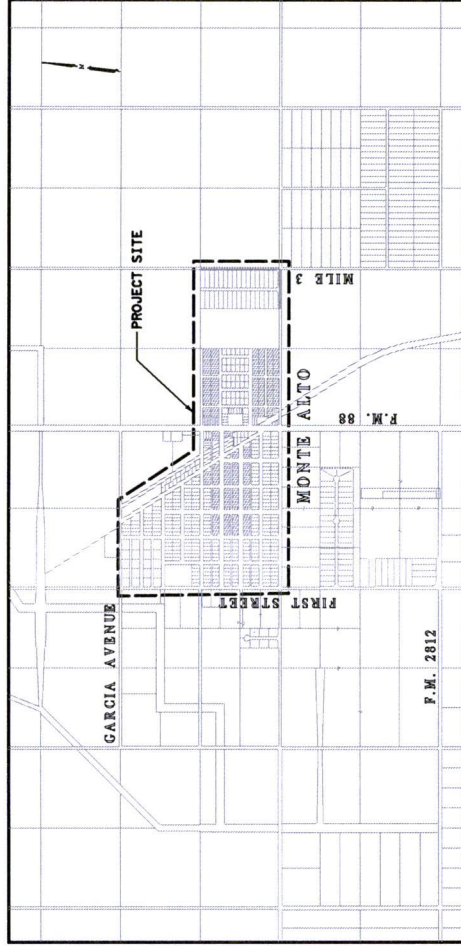 N
PROJECT SITE
GARCIA AVENUE
MILE 3
MONTE ALTO
F.M. 88
FIRST STREET
F.M. 2812